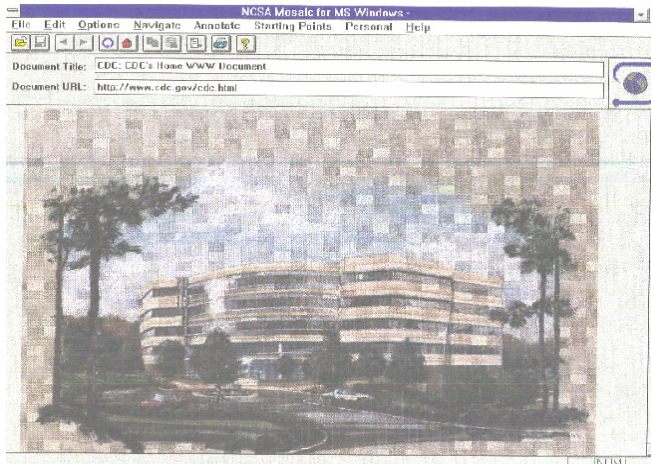 NCSA Mosaic for MS Windows -
File Edit Options Navigate Annotate Starting Points Personal Help
Document Title: CDC: CDC's Home WWW Document
Document URL: http://www.cdc.gov/cdc.html
NUM